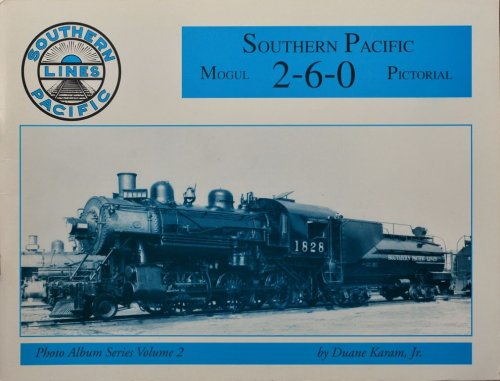 SOUTHERN
LINES
PACIFIC
SOUTHERN PACIFIC
MOGUL 2-6-0 PICTORIAL
1828
SOUTHERN PACIFIC LINES
Photo Album Series Volume 2 by Duane Karam, Jr.